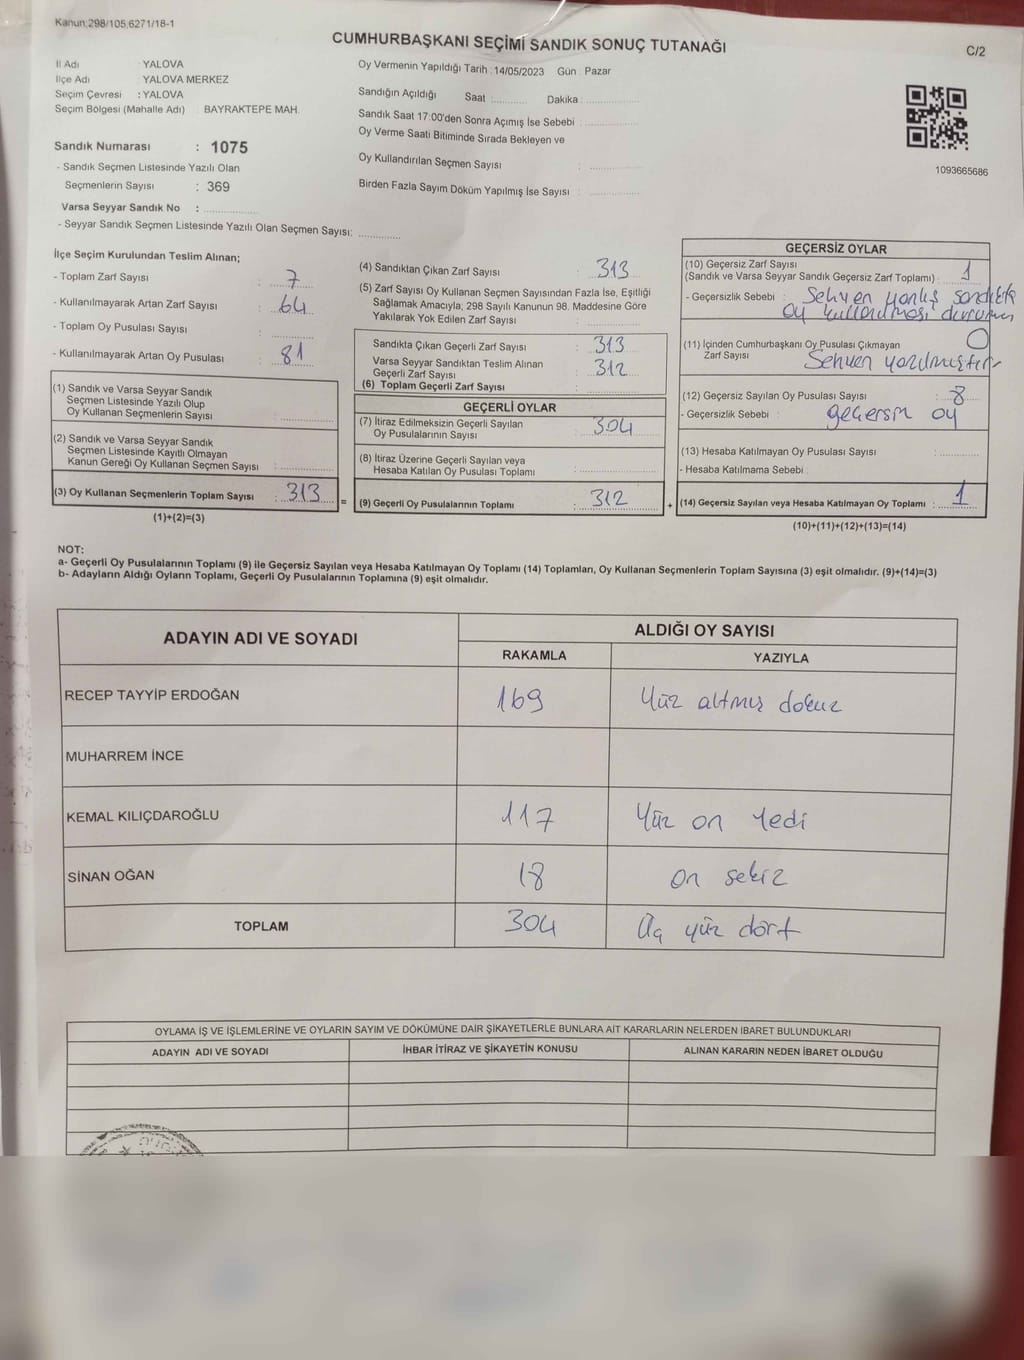 Kanun:298/105,6271/18-1
CUMHURBAŞKANI SEÇİMİ SANDIK SONUÇ TUTANAĞI
C/2
İl Adı YALOVA
İlçe Adı YALOVA MERKEZ
Seçim Çevresi : YALOVA
Seçim Bölgesi (Mahalle Adı) BAYRAKTEPE MAH.
Sandık Numarası : 1075
- Sandık Seçmen Listesinde Yazılı Olan
Seçmenlerin Sayısı : 369
Varsa Seyyar Sandık No :
- Seyyar Sandık Seçmen Listesinde Yazılı Olan Seçmen Sayısı:
Oy Vermenin Yapıldığı Tarih : 14/05/2023 Gün : Pazar
Sandığın Açıldığı Saat Dakika
Sandık Saat 17:00'den Sonra Açımış İse Sebebi :
Oy Verme Saati Bitiminde Sırada Bekleyen ve
Oy Kullandırılan Seçmen Sayısı :
Birden Fazla Sayım Döküm Yapılmış İse Sayısı :
1093665686
İlçe Seçim Kurulundan Teslim Alınan;
- Toplam Zarf Sayısı : 7
- Kullanılmayarak Artan Zarf Sayısı : 64
- Toplam Oy Pusulası Sayısı :
- Kullanılmayarak Artan Oy Pusulası : 81
(1) Sandık ve Varsa Seyyar Sandık
Seçmen Listesinde Yazılı Olup
Oy Kullanan Seçmenlerin Sayısı :
(2) Sandık ve Varsa Seyyar Sandık
Seçmen Listesinde Kayıtlı Olmayan
Kanun Gereği Oy Kullanan Seçmen Sayısı :
(3) Oy Kullanan Seçmenlerin Toplam Sayısı : 313 =
(1)+(2)=(3)
(4) Sandıktan Çıkan Zarf Sayısı : 313
(5) Zarf Sayısı Oy Kullanan Seçmen Sayısından Fazla İse, Eşitliği
Sağlamak Amacıyla; 298 Sayılı Kanunun 98. Maddesine Göre
Yakılarak Yok Edilen Zarf Sayısı :
Sandıkta Çıkan Geçerli Zarf Sayısı : 313
Varsa Seyyar Sandıktan Teslim Alınan
Geçerli Zarf Sayısı : 312
(6) Toplam Geçerli Zarf Sayısı :
GEÇERLİ OYLAR
(7) İtiraz Edilmeksizin Geçerli Sayılan
Oy Pusulalarının Sayısı : 304
(8) İtiraz Üzerine Geçerli Sayılan veya
Hesaba Katılan Oy Pusulası Toplamı :
(9) Geçerli Oy Pusulalarının Toplamı : 312 +
GEÇERSİZ OYLAR
(10) Geçersiz Zarf Sayısı
(Sandık ve Varsa Seyyar Sandık Geçersiz Zarf Toplamı) : 1
- Geçersizlik Sebebi : Sehven yanlış sandıkta
oy kullanılması durumu
(11) İçinden Cumhurbaşkanı Oy Pusulası Çıkmayan 0
Zarf Sayısı Sehven yazılmıştır
(12) Geçersiz Sayılan Oy Pusulası Sayısı : 8
- Geçersizlik Sebebi : geçersiz oy
(13) Hesaba Katılmayan Oy Pusulası Sayısı :
- Hesaba Katılmama Sebebi :
(14) Geçersiz Sayılan veya Hesaba Katılmayan Oy Toplamı : 1
(10)+(11)+(12)+(13)=(14)
NOT:
a- Geçerli Oy Pusulalarının Toplamı (9) ile Geçersiz Sayılan veya Hesaba Katılmayan Oy Toplamı (14) Toplamları, Oy Kullanan Seçmenlerin Toplam Sayısına (3) eşit olmalıdır. (9)+(14)=(3)
b- Adayların Aldığı Oyların Toplamı, Geçerli Oy Pusulalarının Toplamına (9) eşit olmalıdır.
ADAYIN ADI VE SOYADI
ALDIĞI OY SAYISI
RAKAMLA YAZIYLA
RECEP TAYYİP ERDOĞAN 169 Yüz altmış dokuz
MUHARREM İNCE
KEMAL KILIÇDAROĞLU 117 Yüz on Yedi
SİNAN OĞAN 18 on sekiz
TOPLAM 304 Üç yüz dört
OYLAMA İŞ VE İŞLEMLERİNE VE OYLARIN SAYIM VE DÖKÜMÜNE DAİR ŞİKAYETLERLE BUNLARA AİT KARARLARIN NELERDEN İBARET BULUNDUKLARI
ADAYIN ADI VE SOYADI İHBAR İTİRAZ VE ŞİKAYETİN KONUSU ALINAN KARARIN NEDEN İBARET OLDUĞU